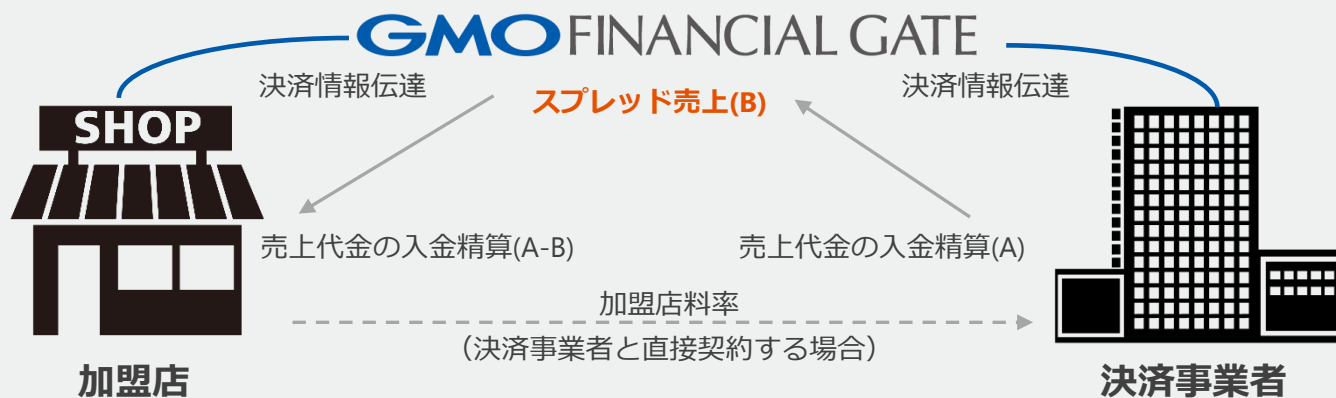 GMO FINANCIAL GATE
決済情報伝達
決済情報伝達
スプレッド売上(B)
SHOP
売上代金の入金精算(A-B)
売上代金の入金精算(A)
加盟店料率
（決済事業者と直接契約する場合）
加盟店
決済事業者